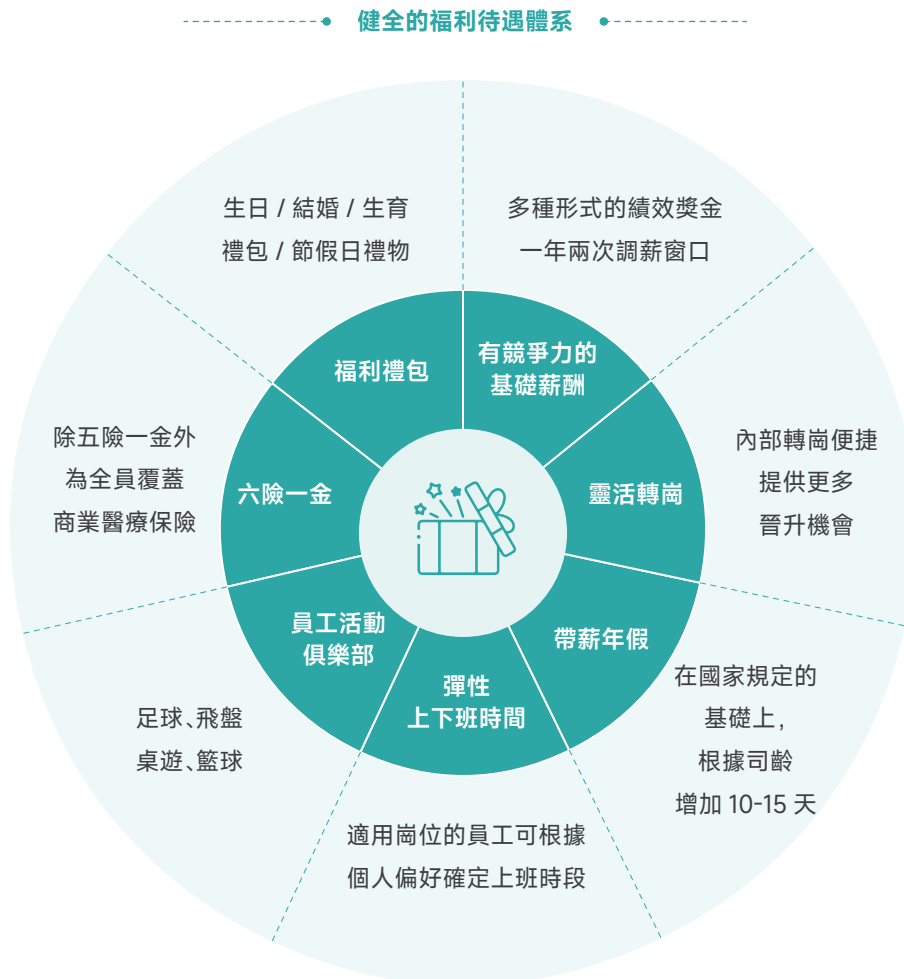 健全的福利待遇體系
生日 / 結婚 / 生育
禮包 / 節假日禮物
多種形式的績效獎金
一年兩次調薪窗口
福利禮包
有競爭力的
基礎薪酬
除五險一金外
為全員覆蓋
商業醫療保險
六險一金
靈活轉崗
內部轉崗便捷
提供更多
晉升機會
員工活動
俱樂部
彈性
上下班時間
帶薪年假
足球、飛盤
桌遊、籃球
適用崗位的員工可根據
個人偏好確定上班時段
在國家規定的
基礎上，
根據司齡
增加 10-15 天